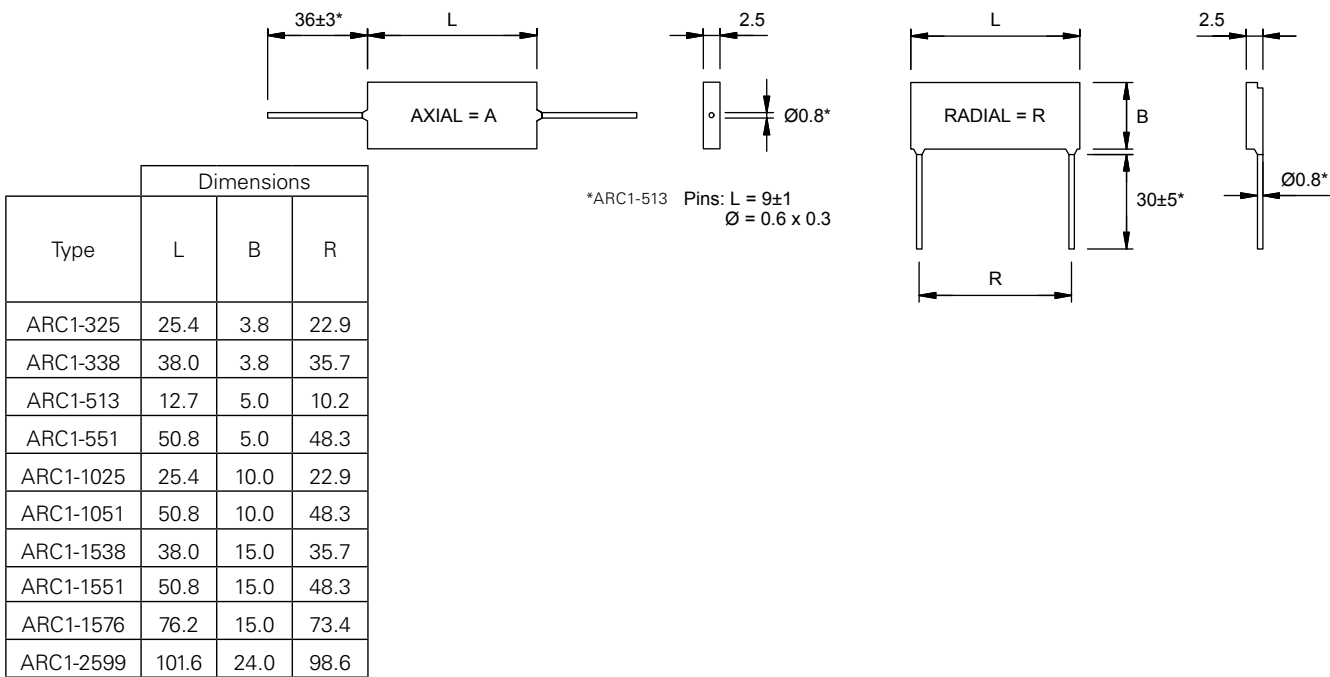 36±3*
L
2.5
AXIAL = A
Ø0.8*
L
2.5
RADIAL = R
B
30±5*
Ø0.8*
R
*ARC1-513 Pins: L = 9±1
Ø = 0.6 x 0.3
Dimensions
Type L B R
ARC1-325 25.4 3.8 22.9
ARC1-338 38.0 3.8 35.7
ARC1-513 12.7 5.0 10.2
ARC1-551 50.8 5.0 48.3
ARC1-1025 25.4 10.0 22.9
ARC1-1051 50.8 10.0 48.3
ARC1-1538 38.0 15.0 35.7
ARC1-1551 50.8 15.0 48.3
ARC1-1576 76.2 15.0 73.4
ARC1-2599 101.6 24.0 98.6